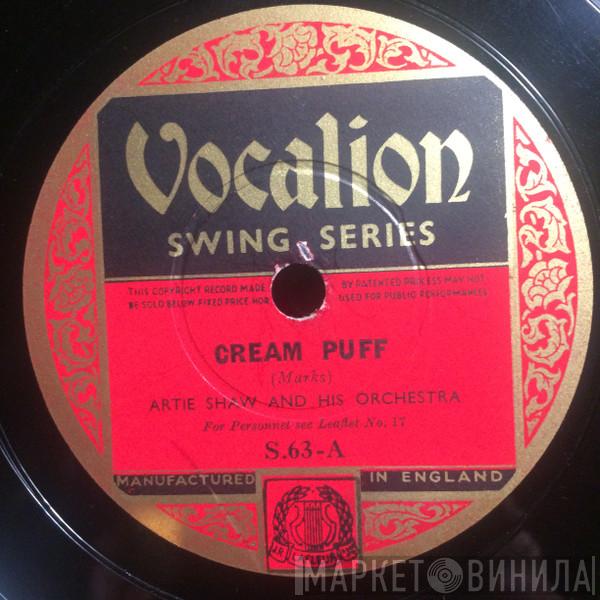 Vocalion
SWING SERIES
THIS COPYRIGHT RECORD MADE BY PATENTED PROCESS MAY NOT
BE SOLD BELOW FIXED PRICE NOR USED FOR PUBLIC PERFORMANCES
CREAM PUFF
(Marks)
ARTIE SHAW AND HIS ORCHESTRA
For Personnel see Leaflet No. 17
S.63-A
MANUFACTURED IN ENGLAND
МАРКЕТ ВИНИЛА